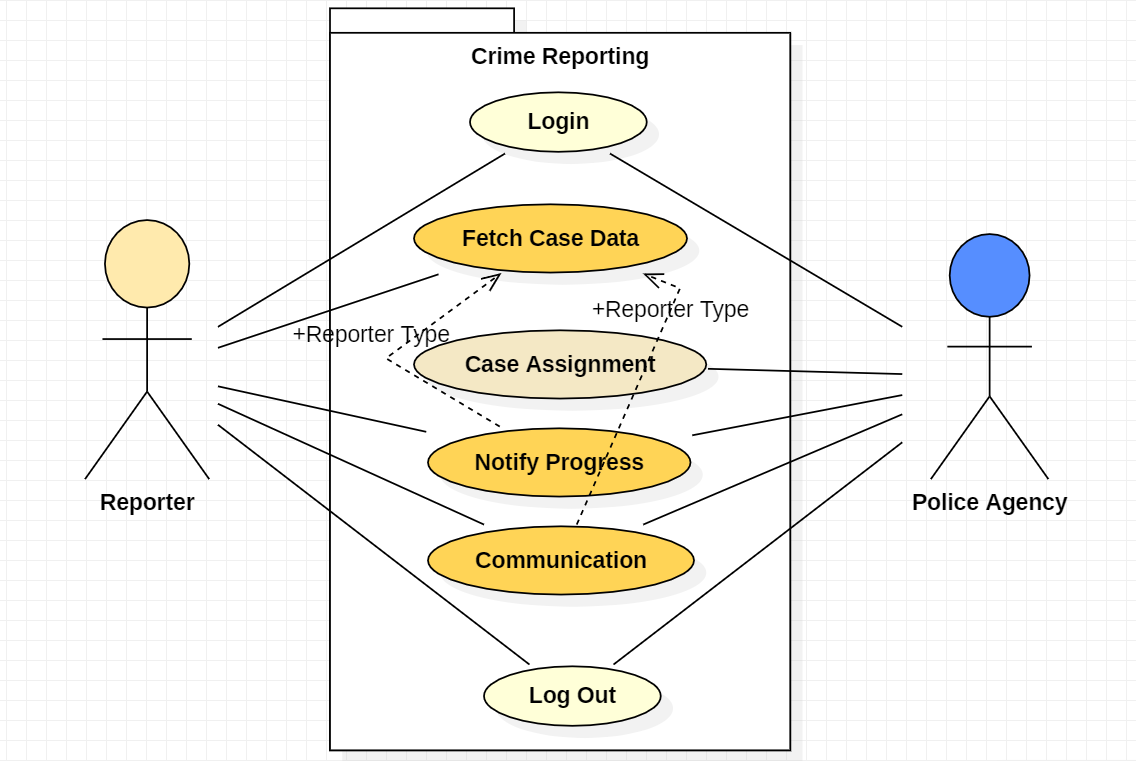 Crime Reporting
Login
Fetch Case Data
+Reporter Type
+Reporter Type
Case Assignment
Notify Progress
Reporter
Police Agency
Communication
Log Out